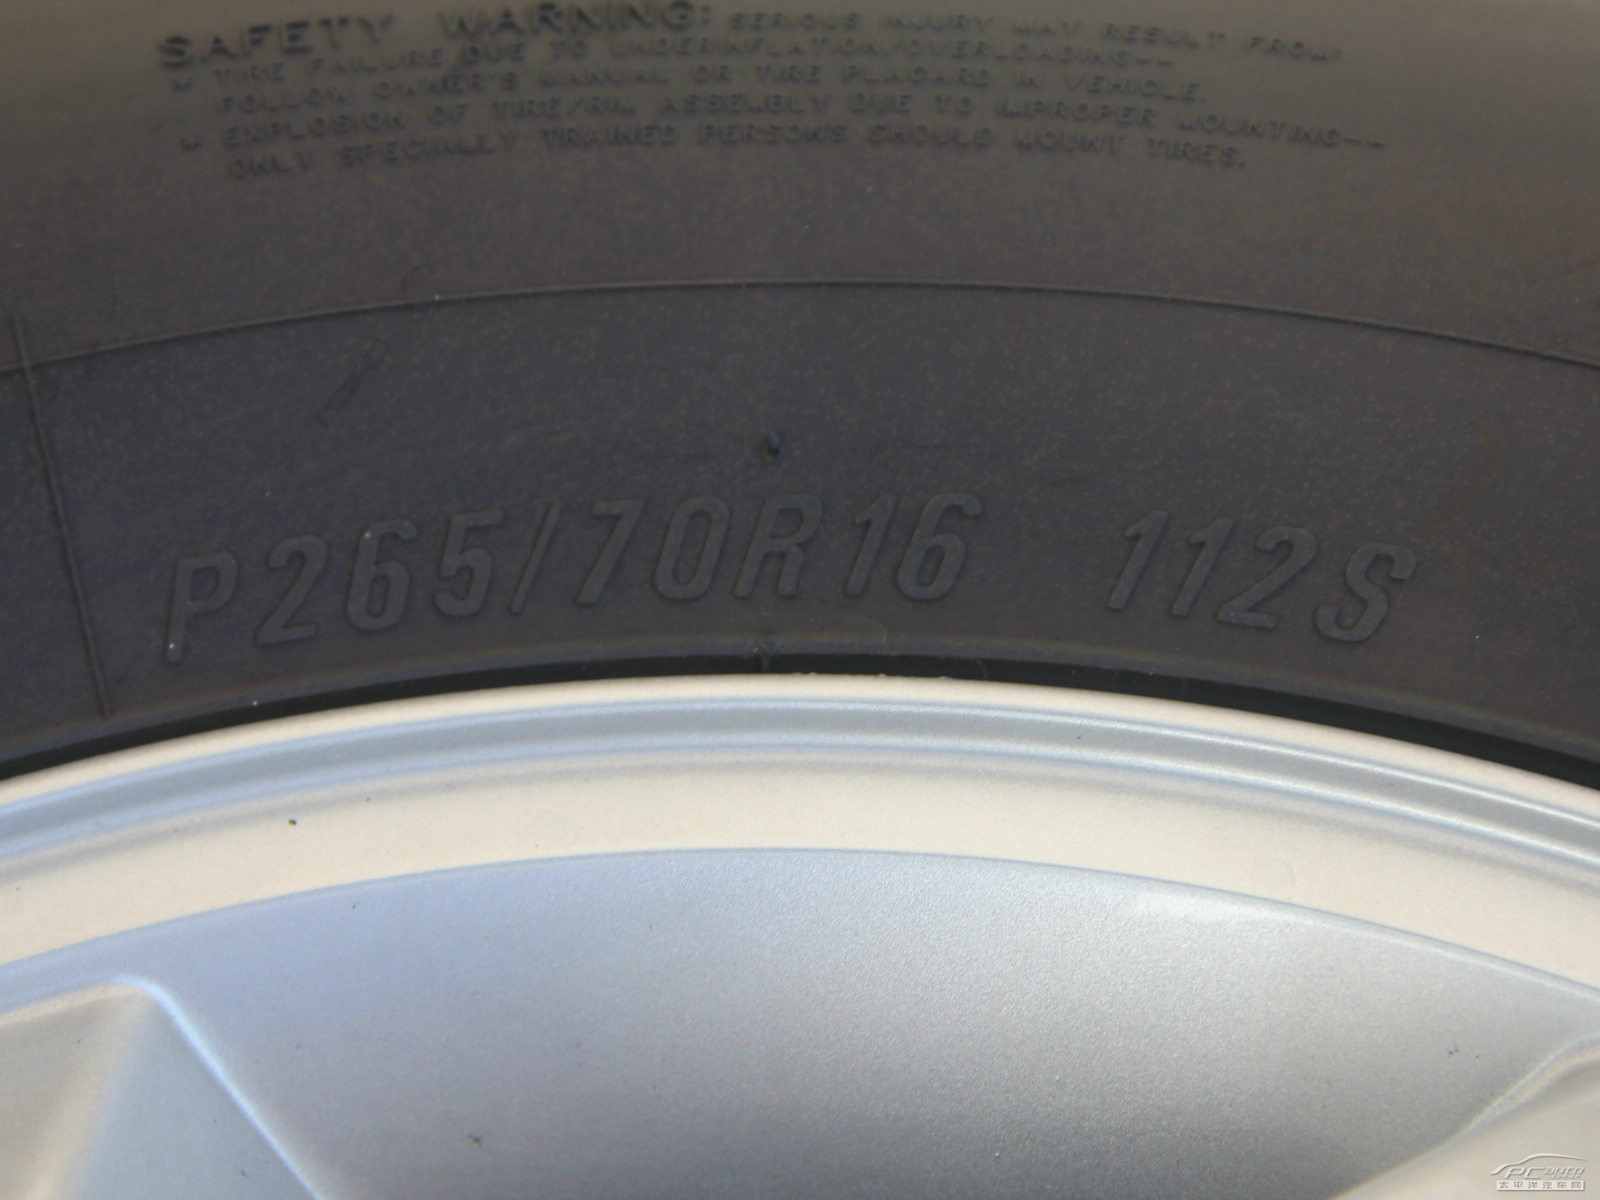 SAFETY WARNING: SERIOUS INJURY MAY RESULT FROM:
* TIRE FAILURE DUE TO UNDERINFLATION/OVERLOADING--
FOLLOW OWNER'S MANUAL OR TIRE PLACARD IN VEHICLE.
* EXPLOSION OF TIRE/RIM ASSEMBLY DUE TO IMPROPER MOUNTING--
ONLY SPECIALLY TRAINED PERSONS SHOULD MOUNT TIRES.
P265/70R16 112S
PCauto
太平洋汽车网